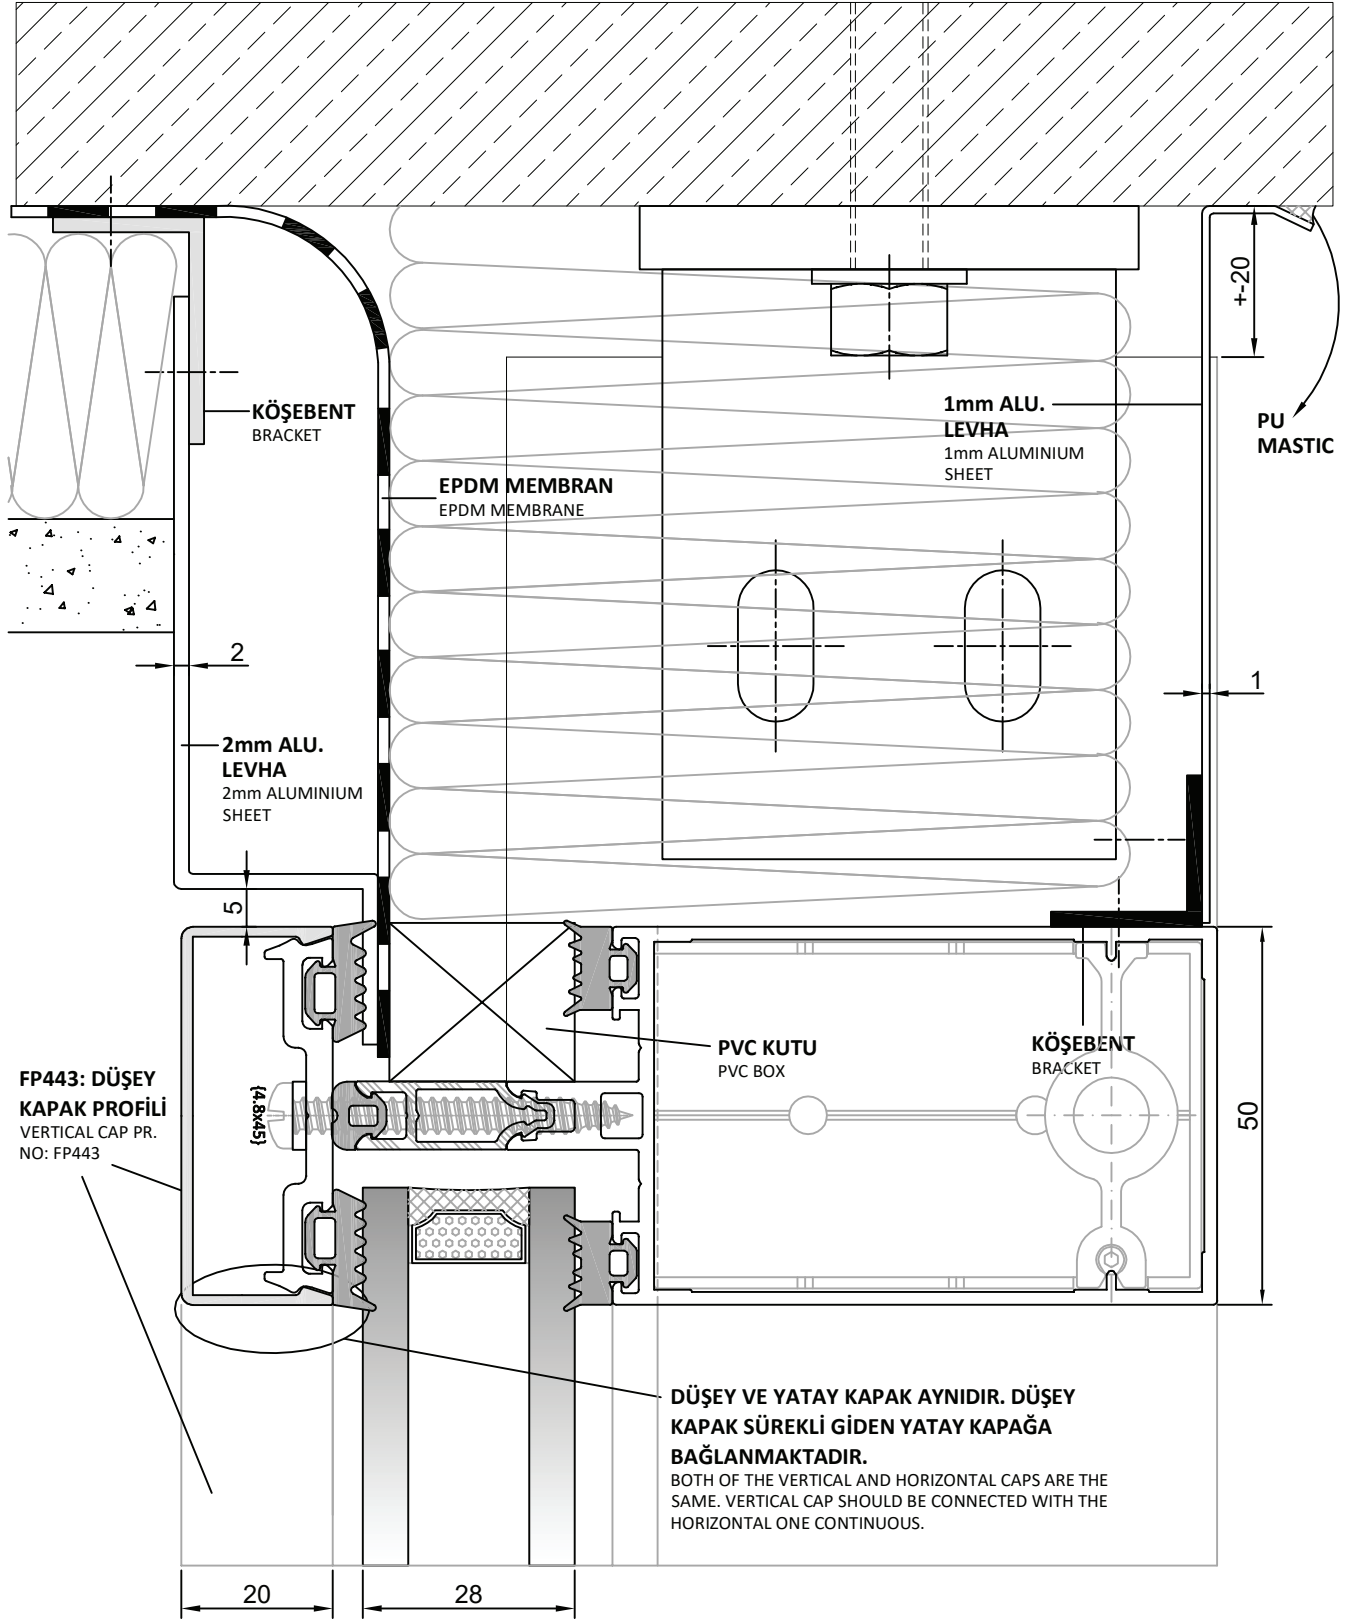 +-20
KÖŞEBENT
BRACKET
1mm ALU.
LEVHA
1mm ALUMINIUM
SHEET
PU
MASTIC
EPDM MEMBRAN
EPDM MEMBRANE
2
1
2mm ALU.
LEVHA
2mm ALUMINIUM
SHEET
5
PVC KUTU
PVC BOX
KÖŞEBENT
BRACKET
FP443: DÜŞEY
KAPAK PROFİLİ
VERTICAL CAP PR.
NO: FP443
{4.8x45}
50
DÜŞEY VE YATAY KAPAK AYNIDIR. DÜŞEY
KAPAK SÜREKLİ GİDEN YATAY KAPAĞA
BAĞLANMAKTADIR.
BOTH OF THE VERTICAL AND HORIZONTAL CAPS ARE THE
SAME. VERTICAL CAP SHOULD BE CONNECTED WITH THE
HORIZONTAL ONE CONTINUOUS.
20
28